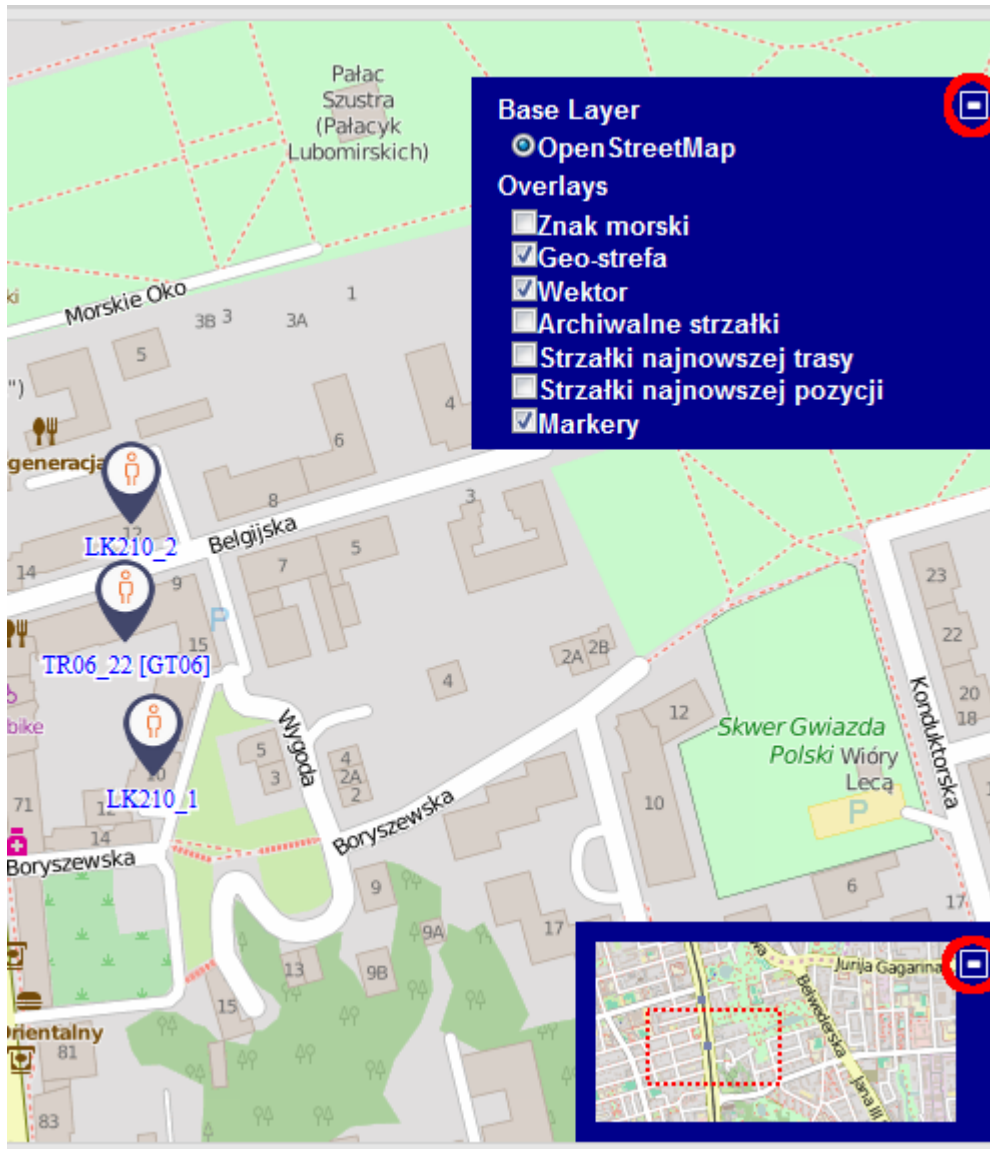 Pałac
Szustra
(Pałacyk
Lubomirskich)
Base Layer
OpenStreetMap
Overlays
Znak morski
Geo-strefa
Wektor
Archiwalne strzałki
Strzałki najnowszej trasy
Strzałki najnowszej pozycji
Markery
ki
Morskie Oko
3B 3
3A
1
5
")
4
6
generacja
8
3
LK210_2
Belgijska
7
5
14
9
P
15
23
22
2A 2B
TR06_22 [GT06]
4
20
18
bike
Wygoda
12
Skwer Gwiazda
Polski
Wióry
Lecą
Konduktorska
5
3
4
2A
2
10
LK210_1
71
12
14
10
P
Boryszewska
Boryszewska
9
6
17
9A
17
13
9B
15
Orientalny
81
83
Jurija Gagarina
Belwederska
Jana III